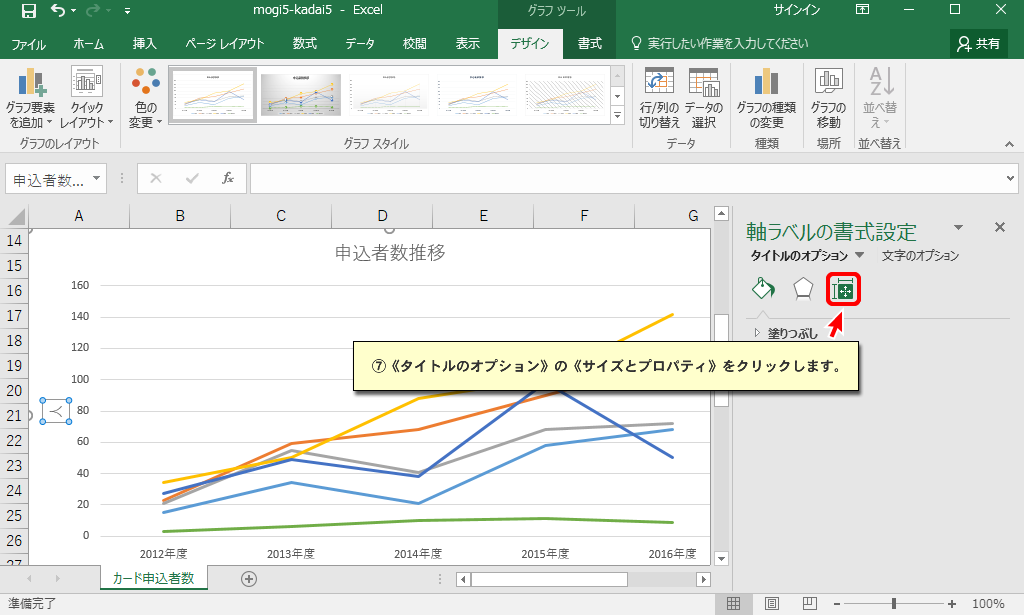 mogi5-kadai5 - Excel
グラフ ツール
サインイン
ファイル ホーム 挿入 ページ レイアウト 数式 データ 校閲 表示 デザイン 書式 実行したい作業を入力してください 共有
グラフ要素を追加
クイックレイアウト
色の変更
行/列の切り替え
データの選択
グラフの種類の変更
グラフの移動
並べ替え
グラフのレイアウト グラフ スタイル データ 種類 場所 並べ替え
申込者数...
fx
A B C D E F G
14
15
16
17
18
19
20
21
22
23
24
25
26
27
申込者数推移
160
140
120
100
80
60
40
20
0
人
2012年度 2013年度 2014年度 2015年度 2016年度
軸ラベルの書式設定
タイトルのオプション 文字のオプション
塗りつぶし
⑦《タイトルのオプション》の《サイズとプロパティ》をクリックします。
カード申込者数
準備完了
100%